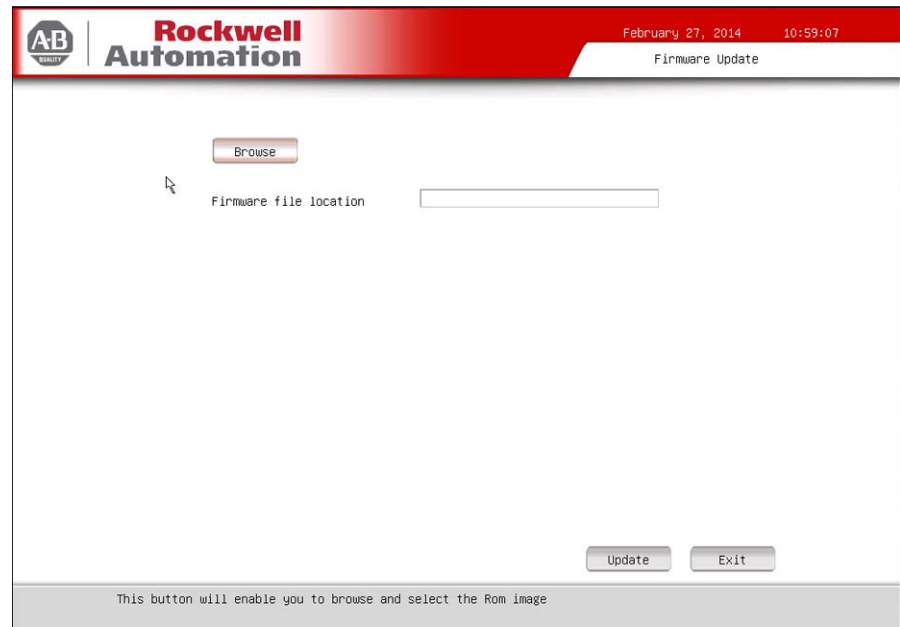 A-B
QUALITY
Rockwell
Automation
February 27, 2014 10:59:07
Firmware Update
Browse
Firmware file location
Update Exit
This button will enable you to browse and select the Rom image